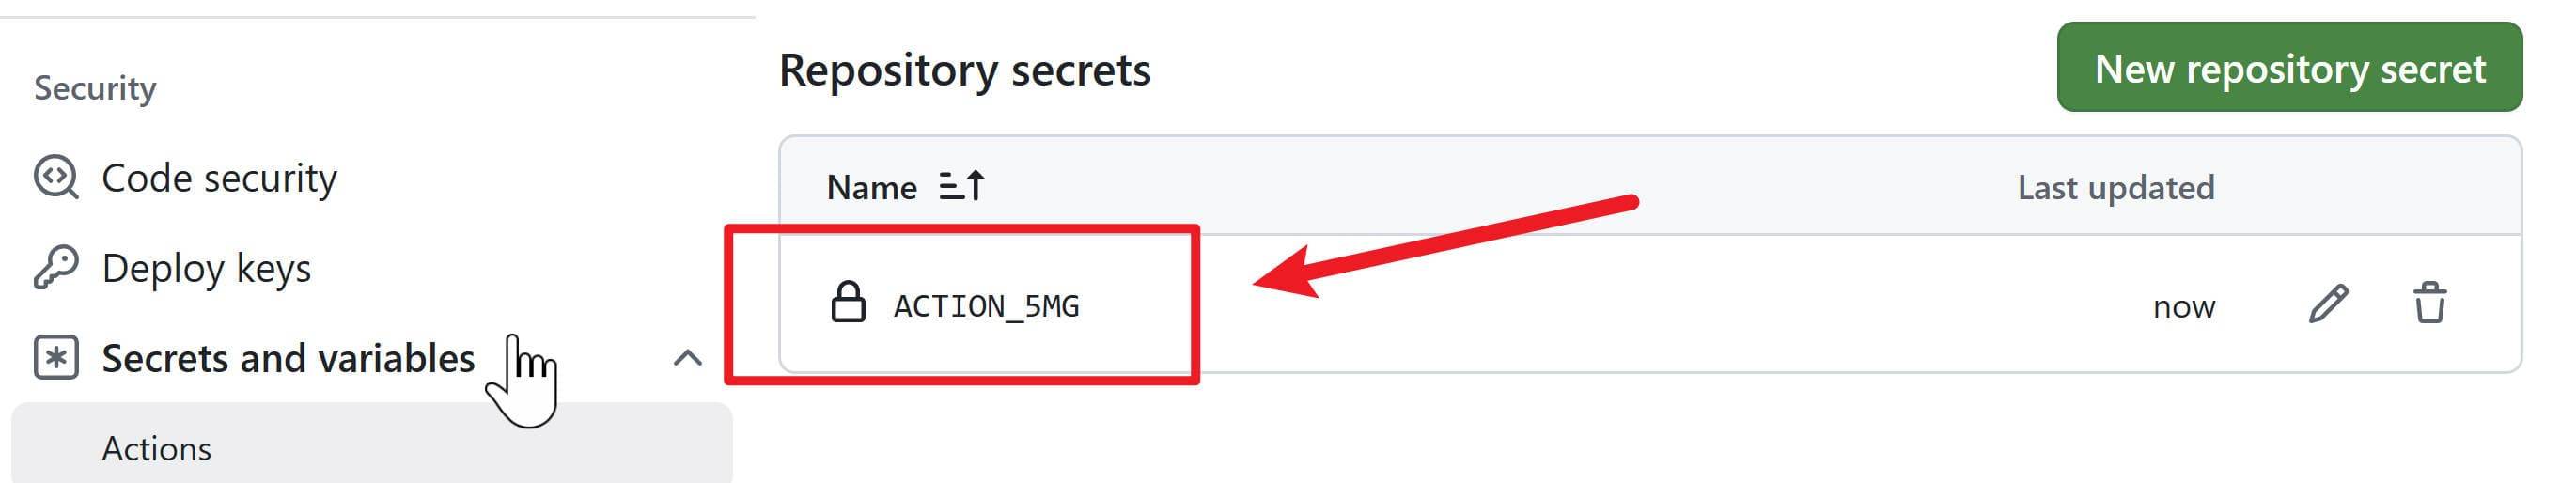 Security
Code security
Deploy keys
Secrets and variables
Actions
Repository secrets
New repository secret
Name
Last updated
ACTION_5MG
now